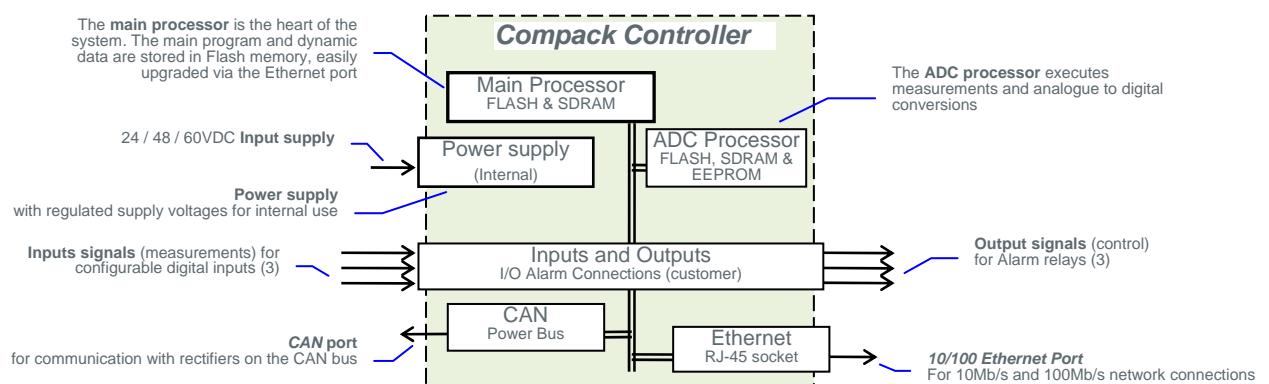 The main processor is the heart of the
system. The main program and dynamic
data are stored in Flash memory, easily
upgraded via the Ethernet port
Compack Controller
Main Processor
FLASH & SDRAM
The ADC processor executes
measurements and analogue to digital
conversions
24 / 48 / 60VDC Input supply
Power supply
(Internal)
ADC Processor
FLASH, SDRAM &
EEPROM
Power supply
with regulated supply voltages for internal use
Inputs signals (measurements) for
configurable digital inputs (3)
Inputs and Outputs
I/O Alarm Connections (customer)
Output signals (control)
for Alarm relays (3)
CAN
Power Bus
CAN port
for communication with rectifiers on the CAN bus
Ethernet
RJ-45 socket
10/100 Ethernet Port
For 10Mb/s and 100Mb/s network connections